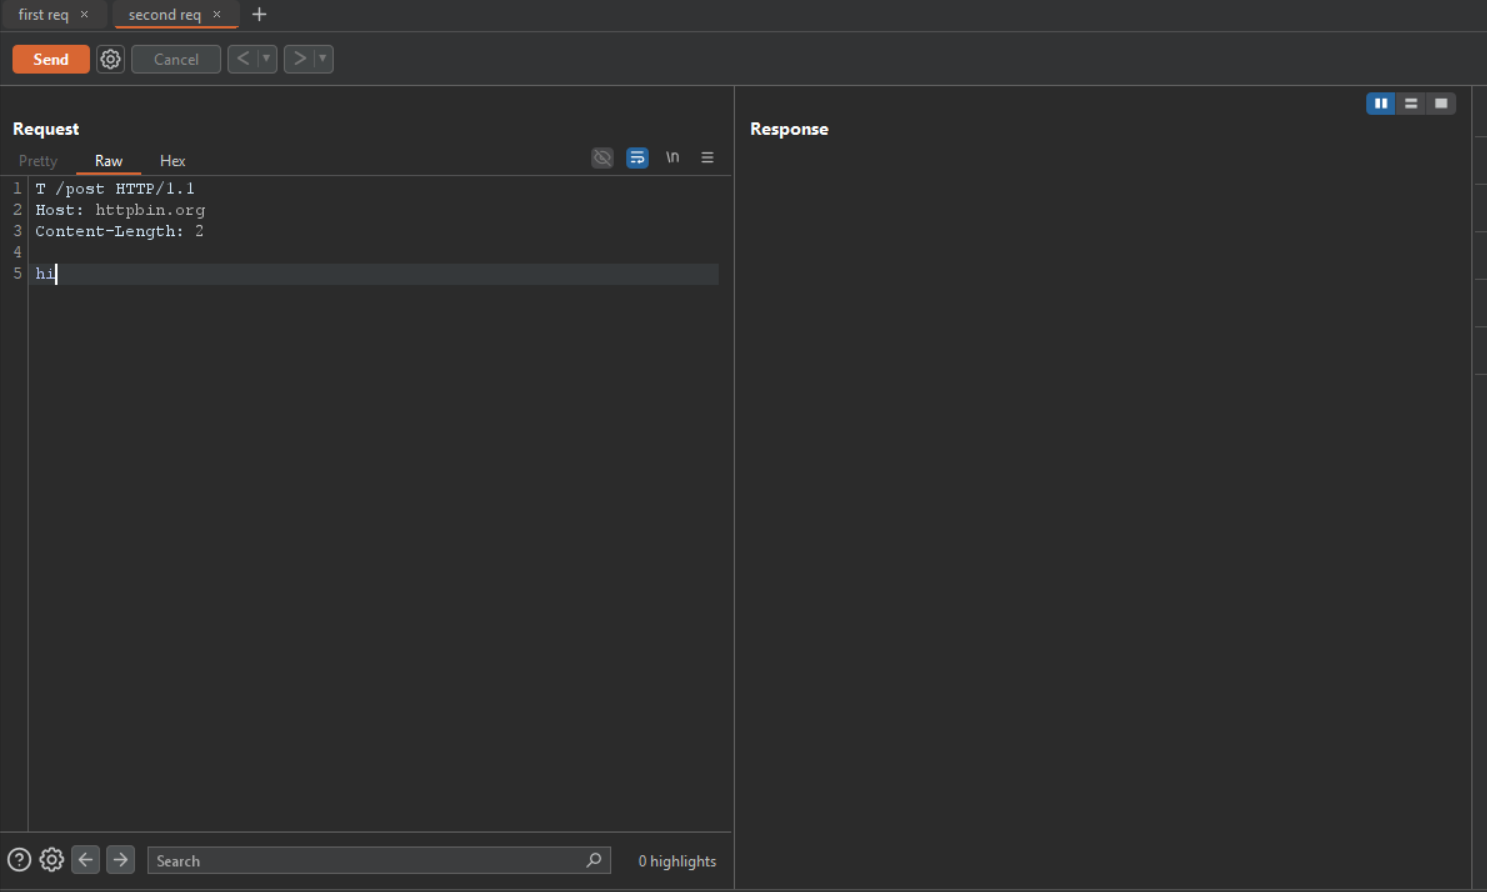 first req × second req × +
Send Cancel < ▼ > ▼
Request
Response
Pretty Raw Hex \n
1 T /post HTTP/1.1
2 Host: httpbin.org
3 Content-Length: 2
4
5 hi
? Search 0 highlights